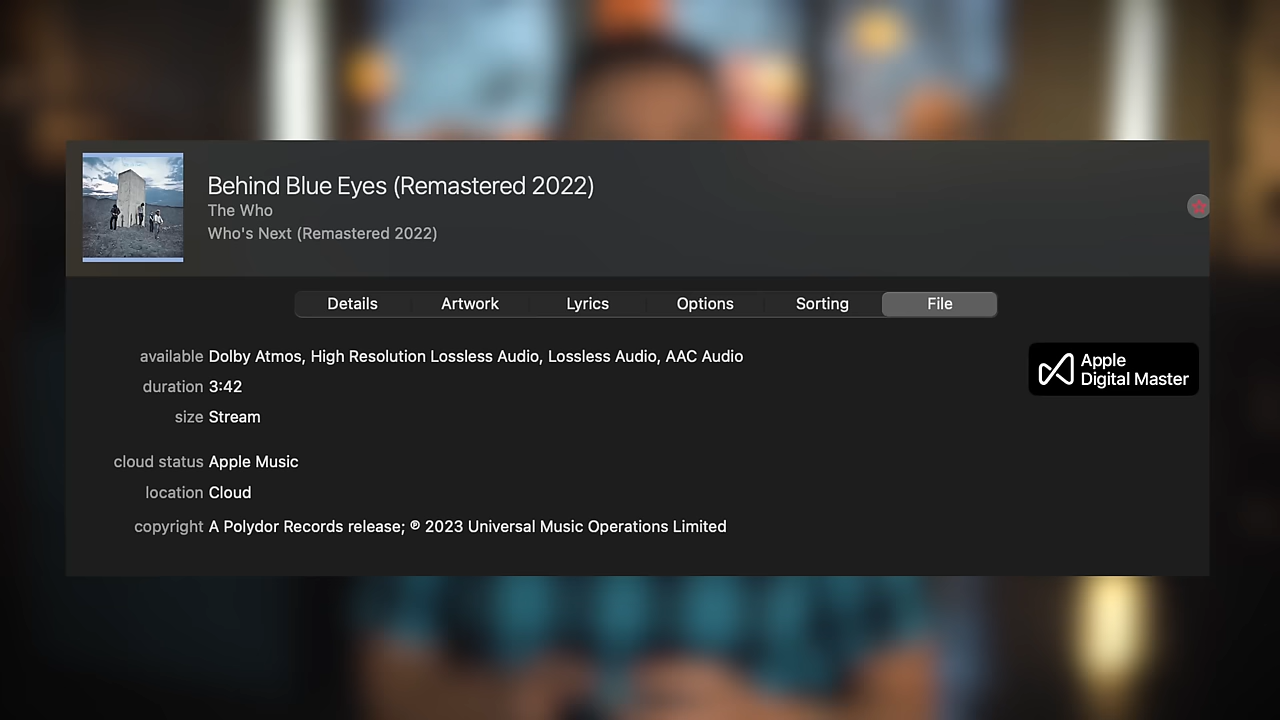 Behind Blue Eyes (Remastered 2022)
The Who
Who's Next (Remastered 2022)
Details Artwork Lyrics Options Sorting File
available Dolby Atmos, High Resolution Lossless Audio, Lossless Audio, AAC Audio
duration 3:42
size Stream
Apple
Digital Master
cloud status Apple Music
location Cloud
copyright A Polydor Records release; ℗ 2023 Universal Music Operations Limited